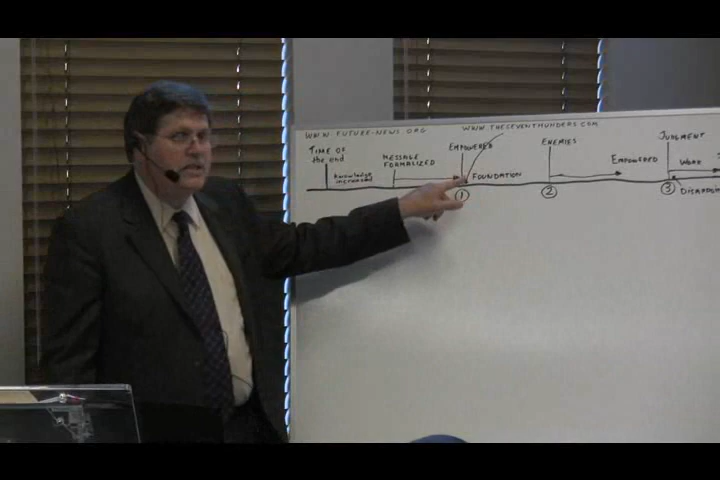 WWW.FUTURE-NEWS.ORG
WWW.THESEVENTHUNDERS.COM
TIME OF
the end
knowledge
increased
MESSAGE
FORMALIZED
EMPOWERED
FOUNDATION
ENEMIES
EMPOWERED
JUDGMENT
WORK
1
2
3